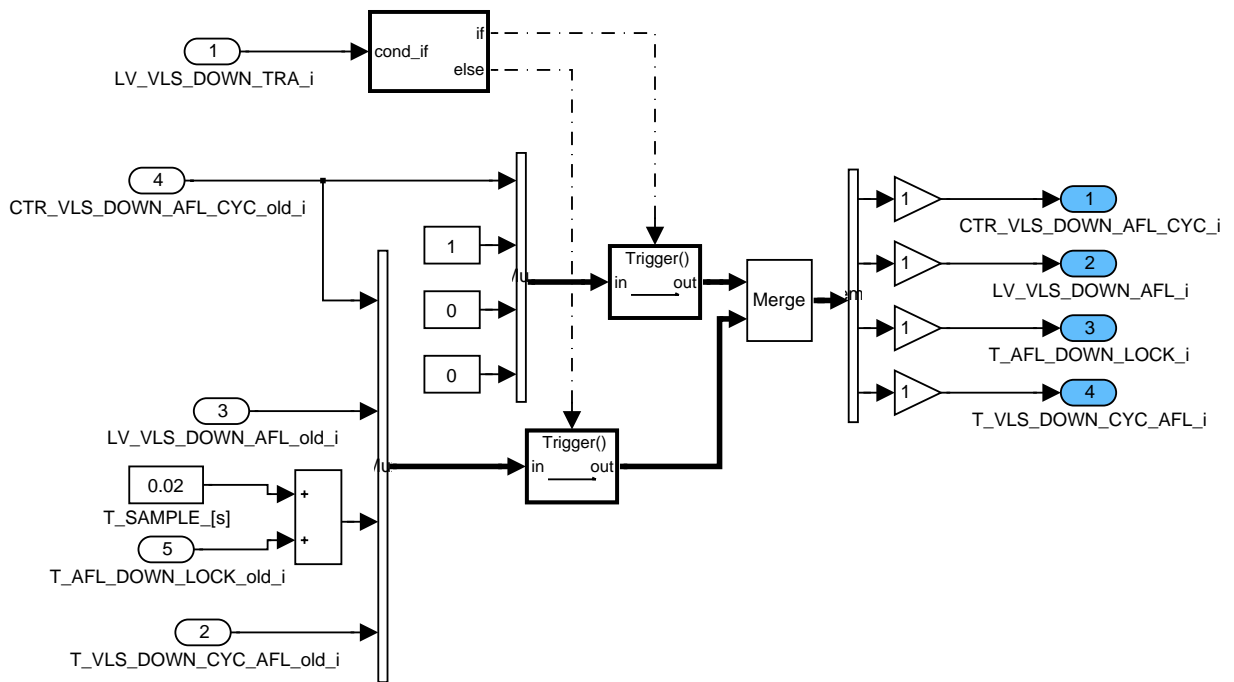 1
LV_VLS_DOWN_TRA_i
cond_if
if
else
4
CTR_VLS_DOWN_AFL_CYC_old_i
1
0
0
Trigger()
in
out
Merge
1
1
1
1
1
CTR_VLS_DOWN_AFL_CYC_i
2
LV_VLS_DOWN_AFL_i
3
T_AFL_DOWN_LOCK_i
4
T_VLS_DOWN_CYC_AFL_i
3
LV_VLS_DOWN_AFL_old_i
Trigger()
in
out
0.02
T_SAMPLE_[s]
+
+
5
T_AFL_DOWN_LOCK_old_i
2
T_VLS_DOWN_CYC_AFL_old_i